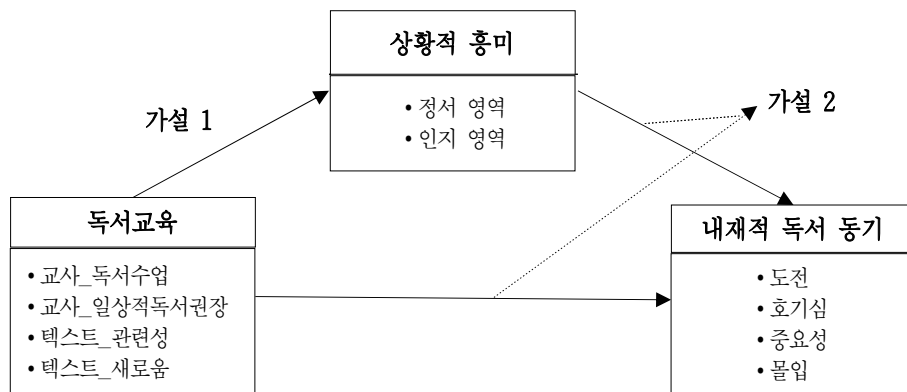 상황적 흥미
• 정서 영역
• 인지 영역
가설 1
가설 2
독서교육
• 교사_독서수업
• 교사_일상적독서권장
• 텍스트_관련성
• 텍스트_새로움
내재적 독서 동기
• 도전
• 호기심
• 중요성
• 몰입